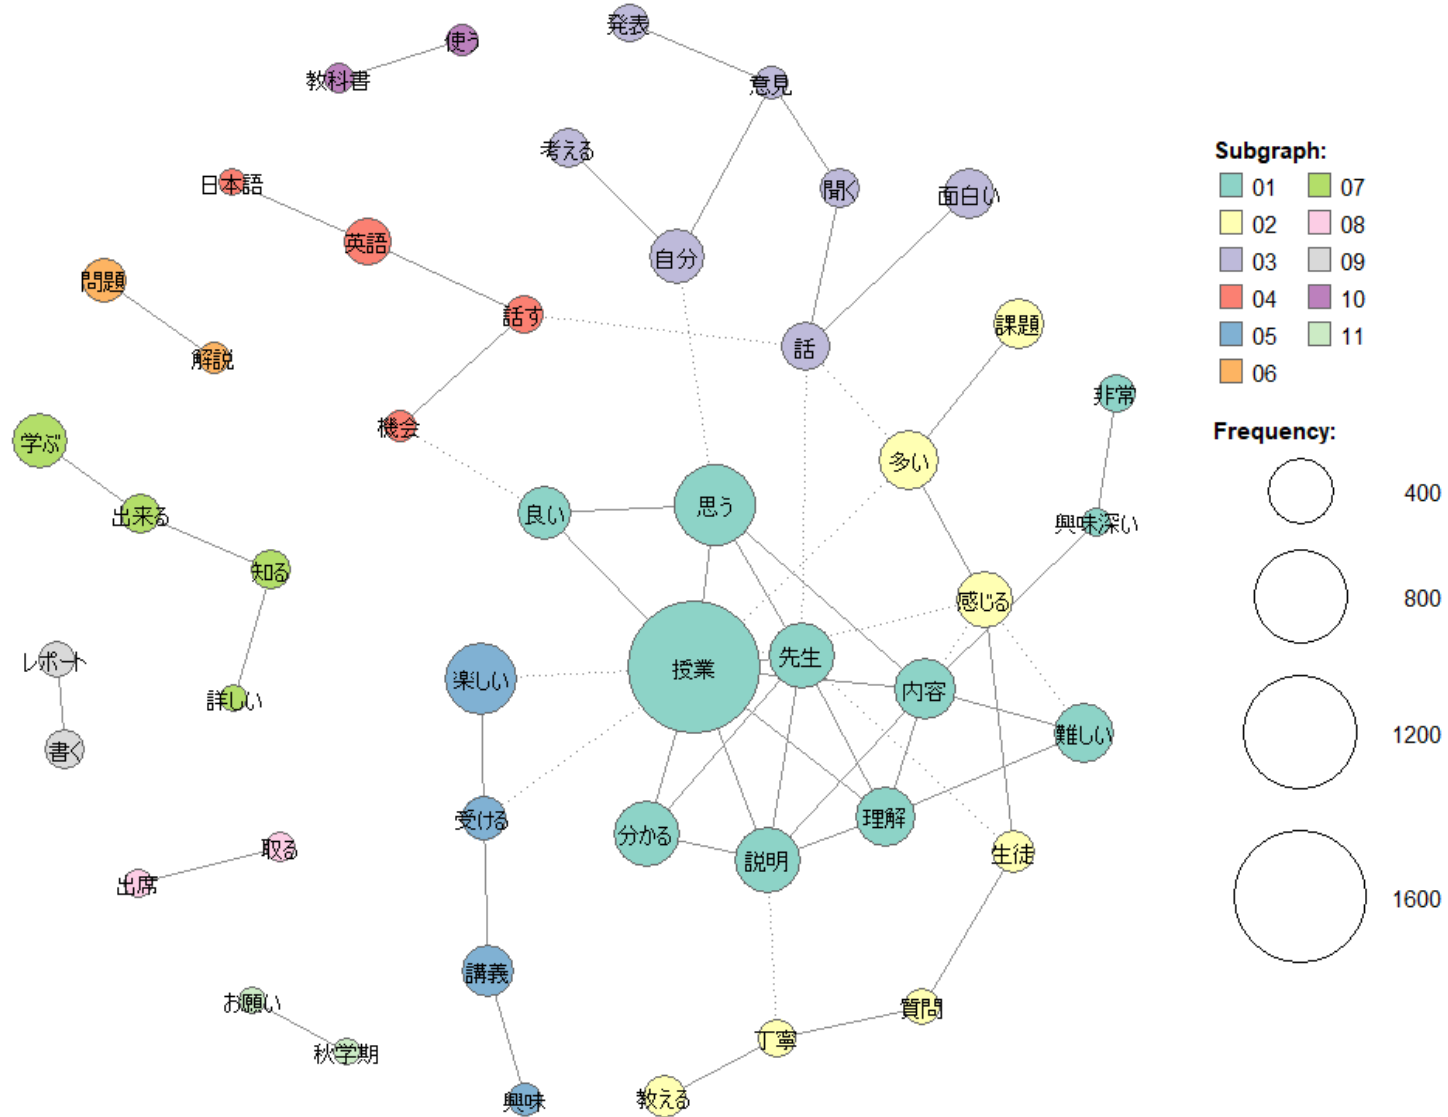 発表
使う
教科書
意見
考える
日本語
聞く
面白い
英語
自分
問題
話す
課題
話
解説
非常
機会
学ぶ
多い
思う
良い
出来る
興味深い
知る
感じる
先生
レポート
授業
楽しい
内容
詳しい
難しい
書く
理解
受ける
分かる
取る
生徒
説明
出席
講義
お願い
質問
丁寧
秋学期
教える
興味
Subgraph:
01 07
02 08
03 09
04 10
05 11
06
Frequency:
400
800
1200
1600